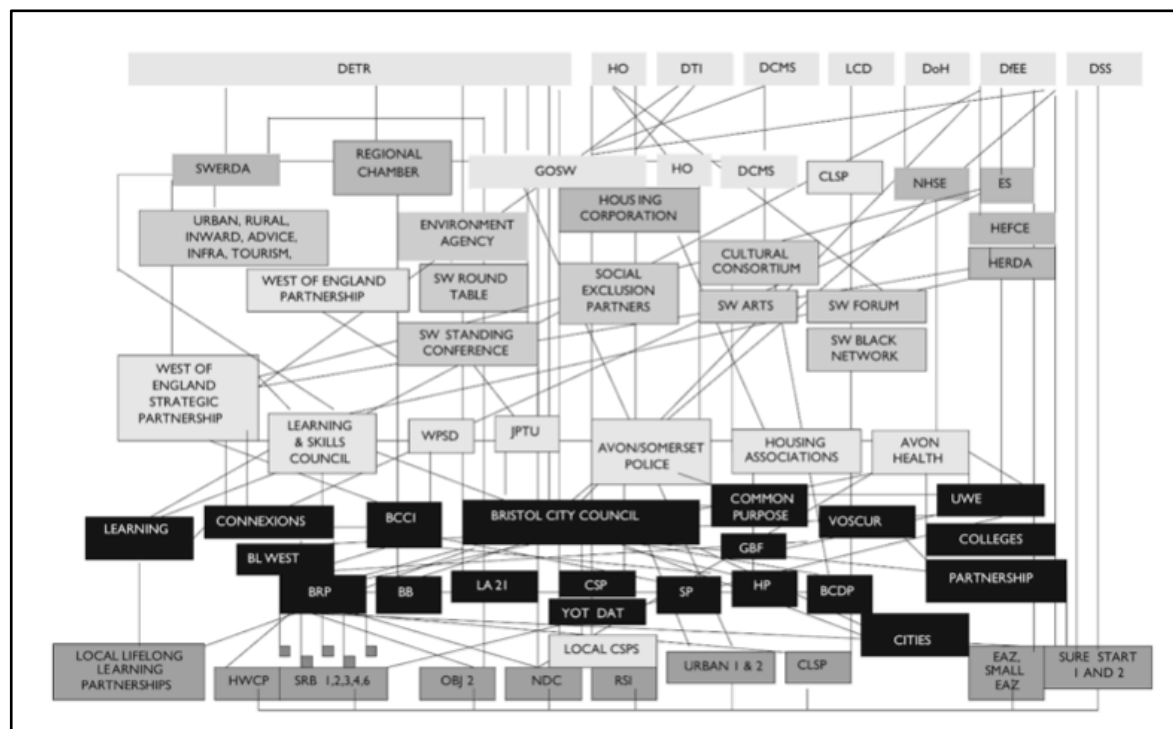 DETR
HO
DTI
DCMS
LCD
DoH
DfEE
DSS
SWERDA
REGIONAL
CHAMBER
GOSW
HO
DCMS
CLSP
NHSE
ES
URBAN, RURAL,
INWARD, ADVICE,
INFRA, TOURISM,
ENVIRONMENT
AGENCY
HOUSING
CORPORATION
HEFCE
WEST OF ENGLAND
PARTNERSHIP
SW ROUND
TABLE
SOCIAL
EXCLUSION
PARTNERS
CULTURAL
CONSORTIUM
HERDA
SW ARTS
SW FORUM
SW STANDING
CONFERENCE
SW BLACK
NETWORK
WEST OF
ENGLAND
STRATEGIC
PARTNERSHIP
LEARNING
& SKILLS
COUNCIL
WPSD
JPTU
AVON/SOMERSET
POLICE
HOUSING
ASSOCIATIONS
AVON
HEALTH
LEARNING
CONNEXIONS
BCCI
BRISTOL CITY COUNCIL
COMMON
PURPOSE
VOSCUR
UWE
COLLEGES
BL WEST
GBF
PARTNERSHIP
BRP
BB
LA 21
CSP
SP
HP
BCDP
YOT DAT
CITIES
LOCAL LIFELONG
LEARNING
PARTNERSHIPS
HWCP
SRB 1,2,3,4,6
OBJ 2
NDC
LOCAL CSPS
RSI
URBAN 1 & 2
CLSP
EAZ,
SMALL
EAZ
SURE START
1 AND 2